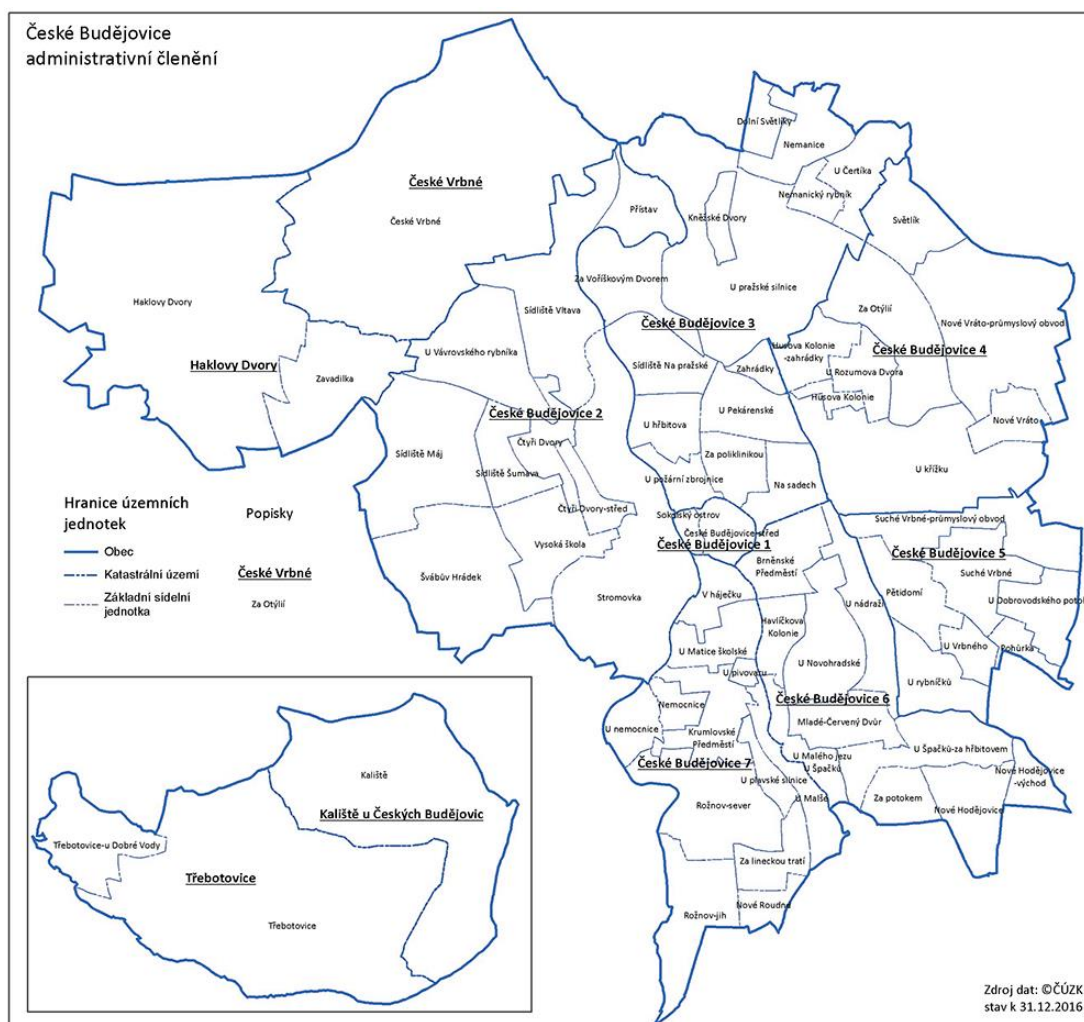 České Budějovice
administrativní členění
Dolní Světlíky
Nemanice
U Čertíka
České Vrbné
Nemanický rybník
Přístav
Kněžské Dvory
České Vrbné
Světlík
Za Voříškovým Dvorem
U pražské silnice
Haklovy Dvory
Sídliště Vltava
Za Otýlií
České Budějovice 3
Nové Vráto-průmyslový obvod
Husova Kolonie
-zahrádky
České Budějovice 4
U Vávrovského rybníka
Haklovy Dvory
Sídliště Na pražské
Zahrádky
U Rozumova Dvora
Zavadilka
Husova Kolonie
České Budějovice 2
U Pekárenské
Nové Vráto
U hřbitova
Čtyři Dvory
Sídliště Máj
Za poliklinikou
Sídliště Šumava
U požární zbrojnice
Na sadech
U křížku
Hranice územních
jednotek
Obec
Katastrální území
Základní sídelní
jednotka
Popisky
České Vrbné
Za Otýlií
Čtyři Dvory-střed
Sokolský ostrov
Suché Vrbné-průmyslový obvod
České Budějovice-střed
Vysoká škola
České Budějovice 1
České Budějovice 5
Brněnské
Předměstí
Švábův Hrádek
Suché Vrbné
Stromovka
V háječku
Pětidomí
U nádraží
U Dobrovodského potoka
Havlíčkova
Kolonie
U Matice školské
U Vrbného
Pohůrka
U Novohradské
U pivovaru
U rybníčků
Nemocnice
České Budějovice 6
Mladé-Červený Dvůr
U nemocnice
Krumlovské
Předměstí
U Špačků-za hřbitovem
U Malého jezu
České Budějovice 7
U Špačků
Nové Hodějovice
-východ
U plavské silnice
Rožnov-sever
U Malše
Za potokem
Nové Hodějovice
Za lineckou tratí
Nové Roudné
Rožnov-jih
Kaliště
Kaliště u Českých Budějovic
Třebotovice-u Dobré Vody
Třebotovice
Třebotovice
Zdroj dat: ©ČÚZK
stav k 31.12.2016